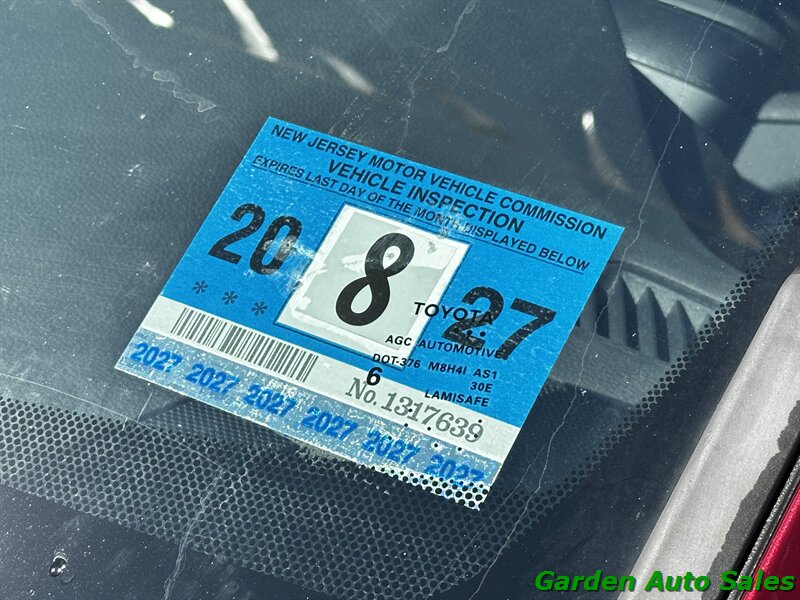 NEW JERSEY MOTOR VEHICLE COMMISSION
VEHICLE INSPECTION
EXPIRES LAST DAY OF THE MONTH DISPLAYED BELOW
20 8 27
***
TOYOTA
AGC AUTOMOTIVE
DOT-376 M8H4I AS1
30E
6
LAMISAFE
No. 1317639
2027 2027 2027 2027 2027 2027
Garden Auto Sales